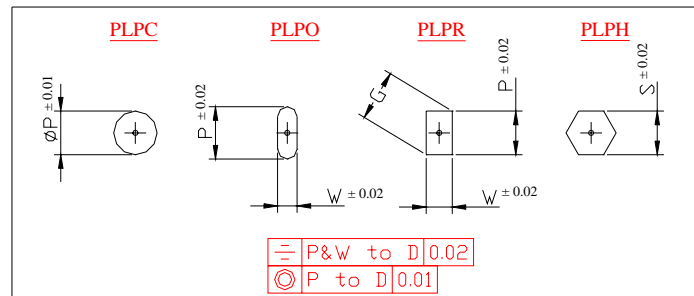 PLPC PLPO PLPR PLPH
ØP ± 0.01
P ± 0.02
W ± 0.02
G
P ± 0.02
W ± 0.02
S ± 0.02
P&W to D 0.02
P to D 0.01